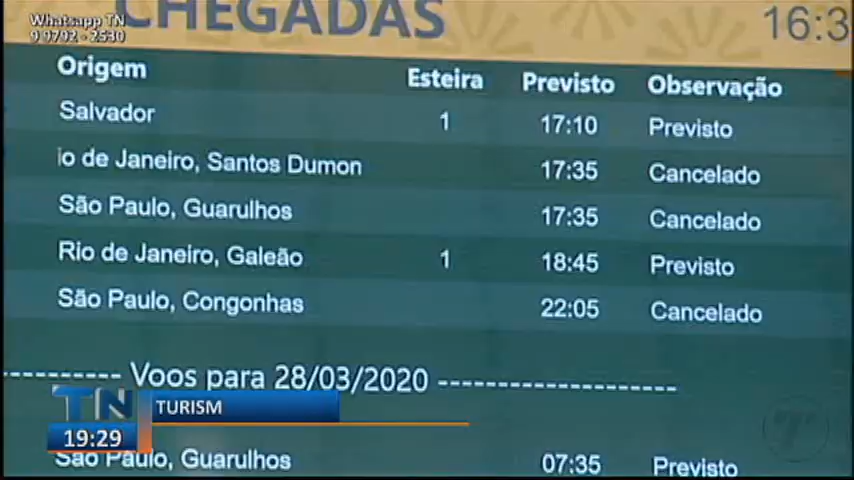 Whatsapp TN
9 9792 - 2530
CHEGADAS 16:3
Origem Esteira Previsto Observação
Salvador 1 17:10 Previsto
io de Janeiro, Santos Dumon 17:35 Cancelado
São Paulo, Guarulhos 17:35 Cancelado
Rio de Janeiro, Galeão 1 18:45 Previsto
São Paulo, Congonhas 22:05 Cancelado
Voos para 28/03/2020
TN TURISM
19:29
São Paulo, Guarulhos 07:35 Previsto